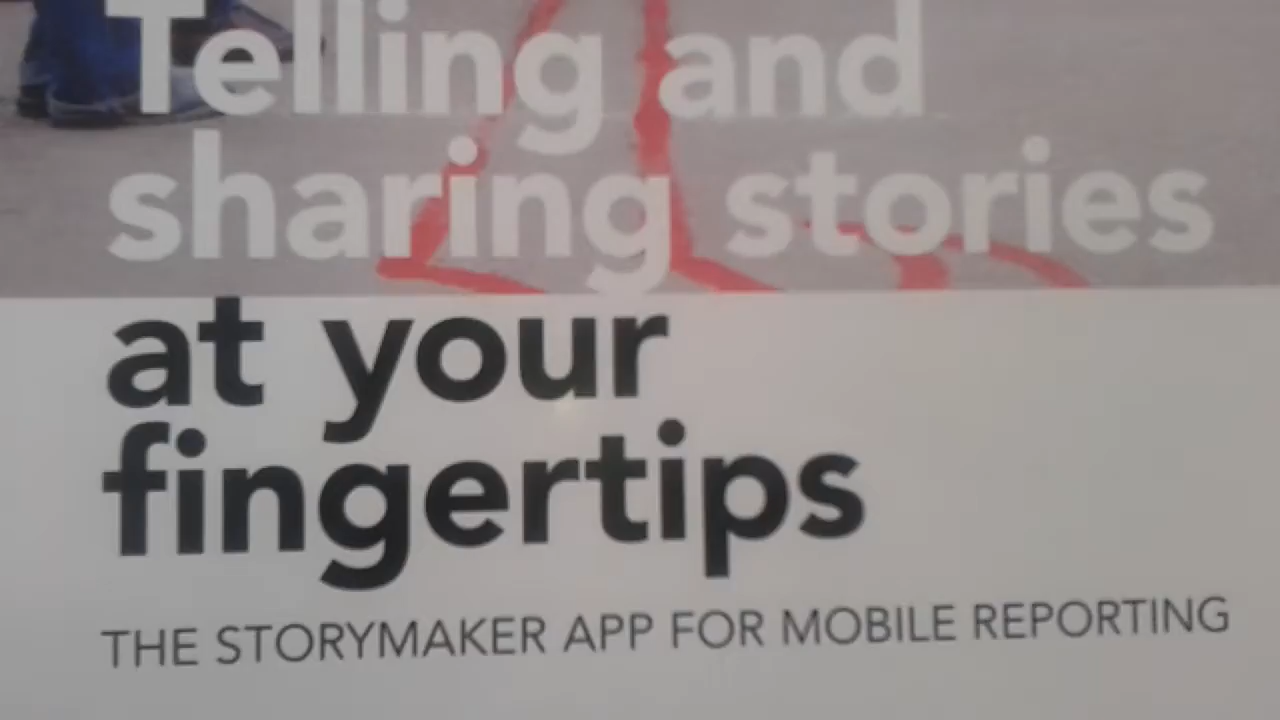 Telling and
sharing stories
at your
fingertips
THE STORYMAKER APP FOR MOBILE REPORTING